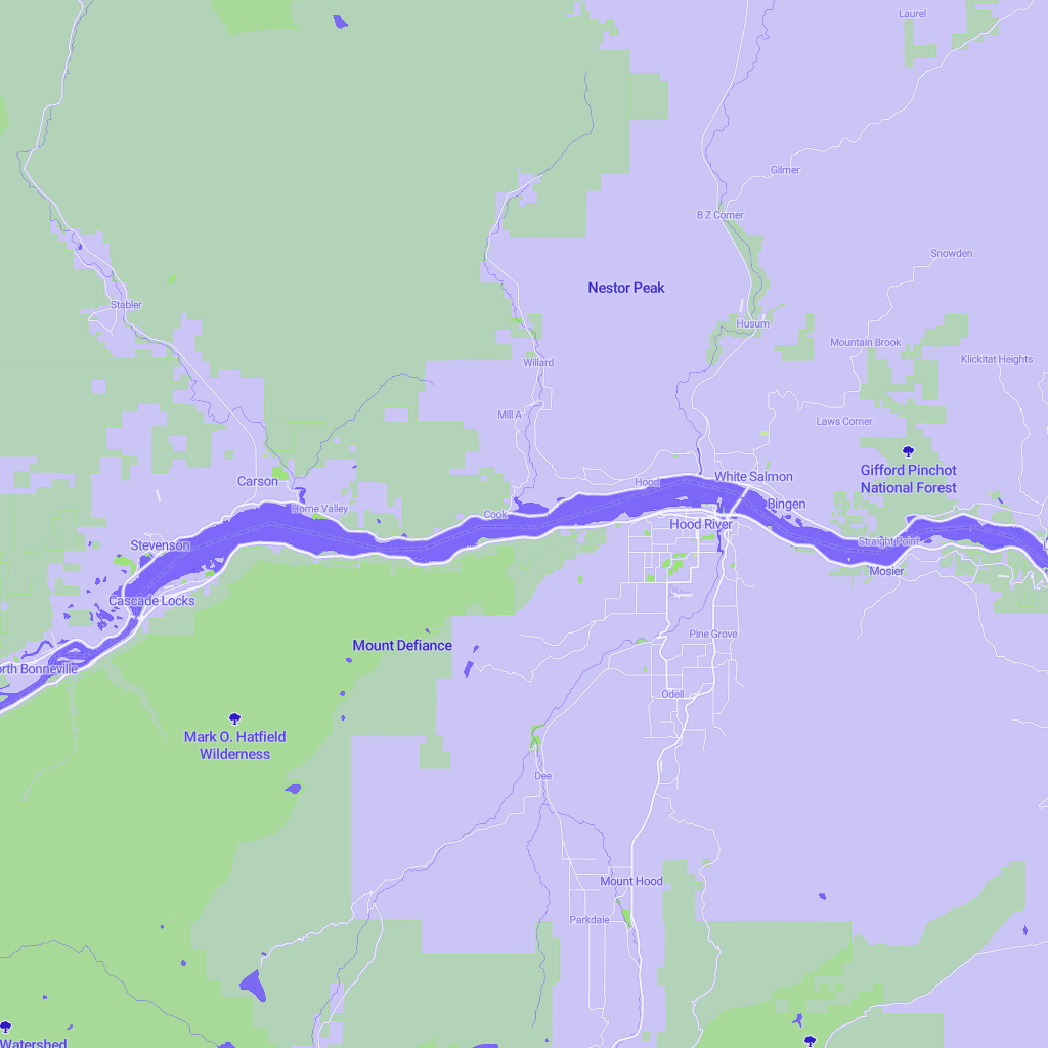 Laurel
Gilmer
B Z Corner
Snowden
Nestor Peak
Stabler
Husum
Mountain Brook
Klickitat Heights
Willard
Mill A
Laws Corner
Gifford Pinchot
National Forest
Carson
Hood
White Salmon
Home Valley
Cook
Bingen
Hood River
Stevenson
Straight Point
Mosier
Cascade Locks
Pine Grove
Mount Defiance
rth Bonneville
Odell
Mark O. Hatfield
Wilderness
Dee
Mount Hood
Parkdale
Watershed